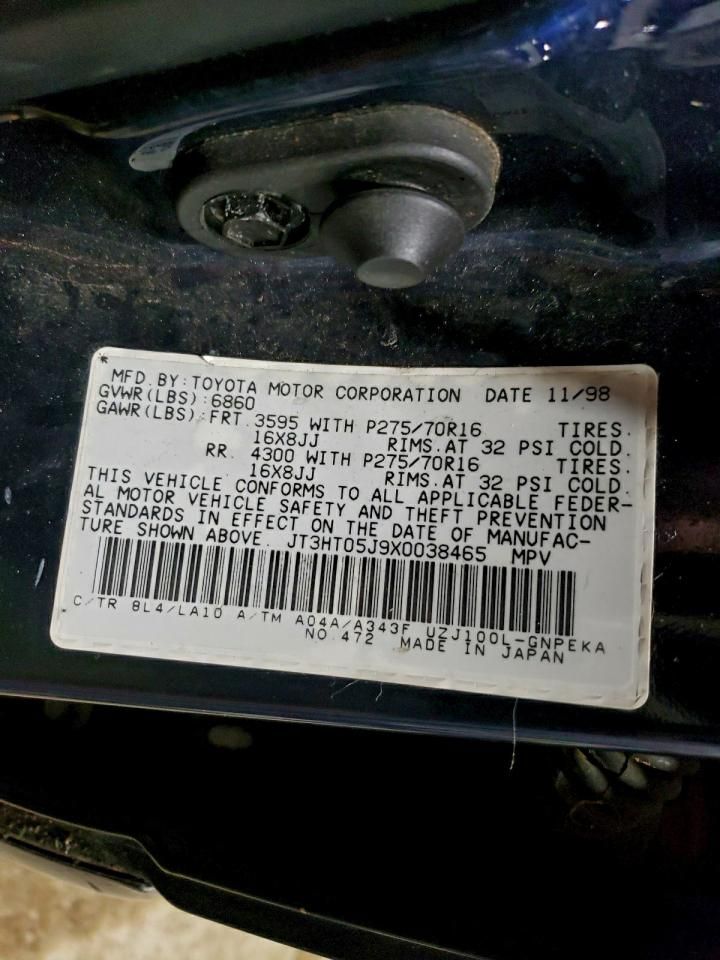 MFD.BY:TOYOTA MOTOR CORPORATION DATE 11/98
GVWR(LBS):6860
GAWR(LBS):FRT.3595 WITH P275/70R16 TIRES.
16X8JJ RIMS.AT 32 PSI COLD.
RR. 4300 WITH P275/70R16 TIRES.
16X8JJ RIMS.AT 32 PSI COLD.
THIS VEHICLE CONFORMS TO ALL APPLICABLE FEDER-
AL MOTOR VEHICLE SAFETY AND THEFT PREVENTION
STANDARDS IN EFFECT ON THE DATE OF MANUFAC-
TURE SHOWN ABOVE. JT3HT05J9X0038465 MPV
C/TR 8L4/LA10 A/TM A04A/A343F UZJ100L-GNPEKA
NO.472 MADE IN JAPAN